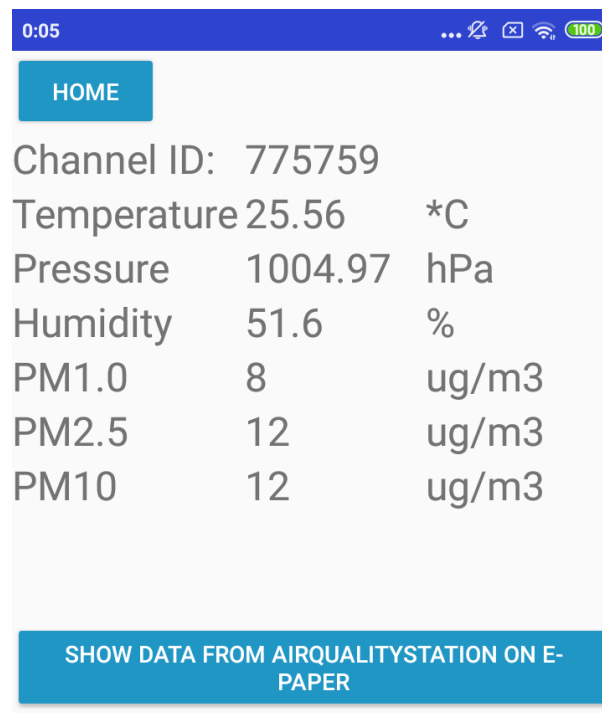 0:05 ... 100
HOME
Channel ID: 775759
Temperature 25.56 *C
Pressure 1004.97 hPa
Humidity 51.6 %
PM1.0 8 ug/m3
PM2.5 12 ug/m3
PM10 12 ug/m3
SHOW DATA FROM AIRQUALITYSTATION ON E-
PAPER